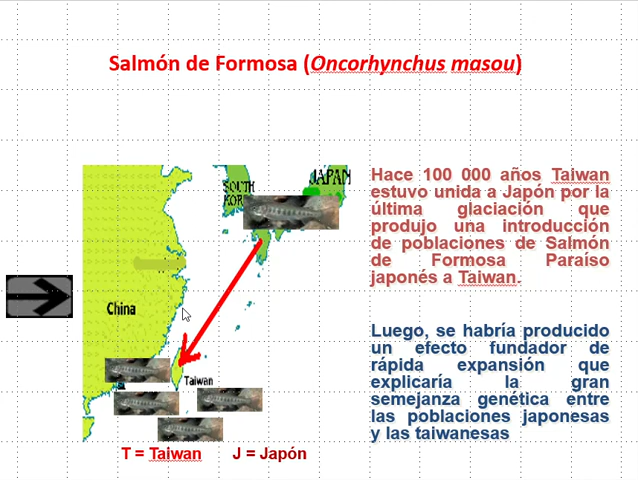 Salmón de Formosa (Oncorhynchus masou)
JAPAN
SOUTH
KOR
China
Taiwan
Hace 100 000 años Taiwan
estuvo unida a Japón por la
última glaciación que
produjo una introducción
de poblaciones de Salmón
de Formosa Paraíso
japonés a Taiwan.
Luego, se habría producido
un efecto fundador de
rápida expansión que
explicaría la gran
semejanza genética entre
las poblaciones japonesas
y las taiwanesas
T = Taiwan J = Japón